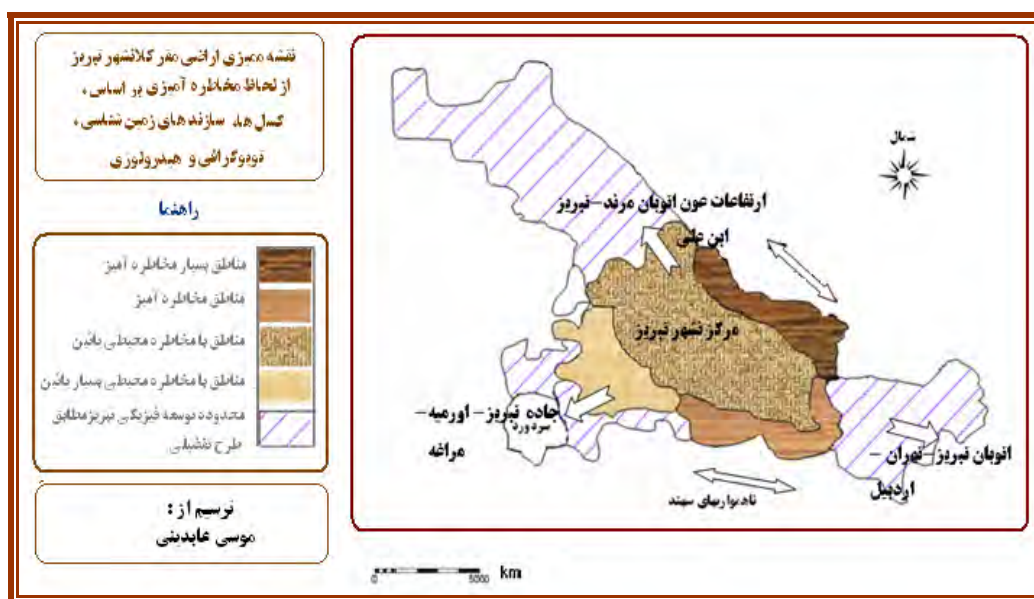 نقشه ممیزی اراضی مقر کلانشهر تبریز
از لحاظ مخاطره آمیزی بر اساس،
گسل ها، سازندهای زمین شناسی،
توپوگرافی و هیدرولوژی
راهنما
مناطق بسیار مخاطره آمیز
مناطق مخاطره آمیز
مناطق با مخاطره محیطی پائین
مناطق با مخاطره محیطی بسیار پائین
محدوده توسعه فیزیکی تبریز مطابق
طرح تفضیلی
ترسیم از :
موسی عابدینی
شمال
ارتفاعات عون اتوبان مرند-تبریز
ابن علی
مرکز شهر تبریز
جاده تبریز- اورمیه-
سردورد
مراغه
اتوبان تبریز-تهران -
اردبیل
ناهمواریهای سهند
0 5000 km